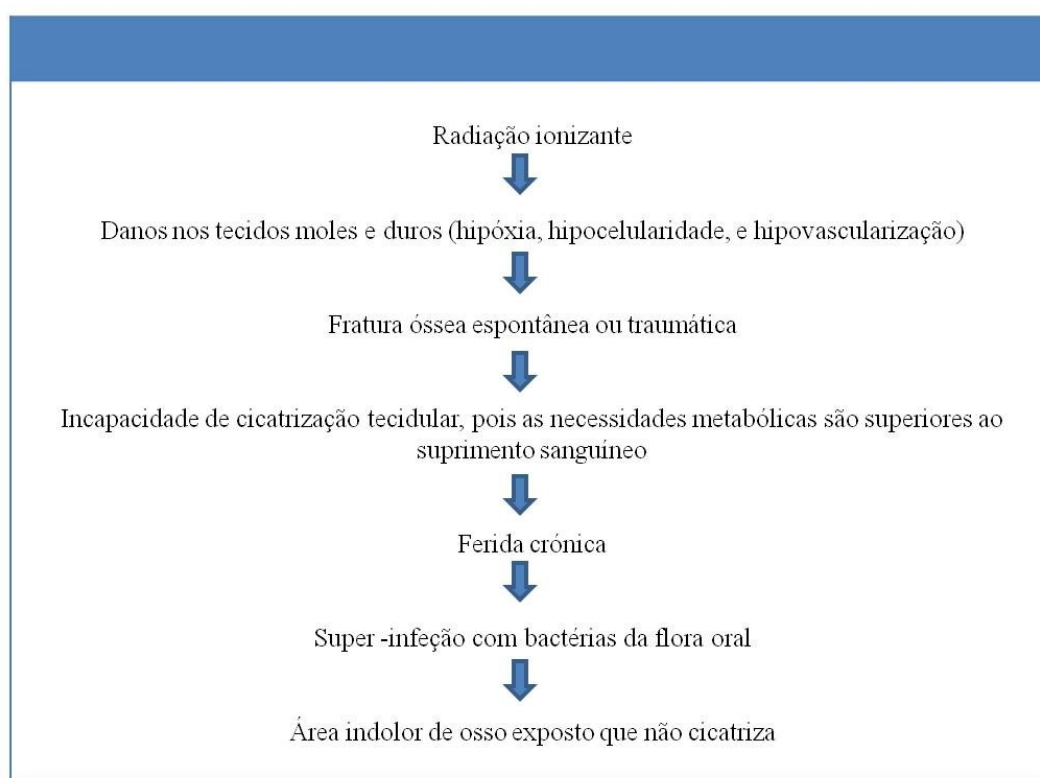 Radiação ionizante
Danos nos tecidos moles e duros (hipóxia, hipocelularidade, e hipovascularização)
Fratura óssea espontânea ou traumática
Incapacidade de cicatrização tecidular, pois as necessidades metabólicas são superiores ao
suprimento sanguíneo
Ferida crónica
Super -infeção com bactérias da flora oral
Área indolor de osso exposto que não cicatriza